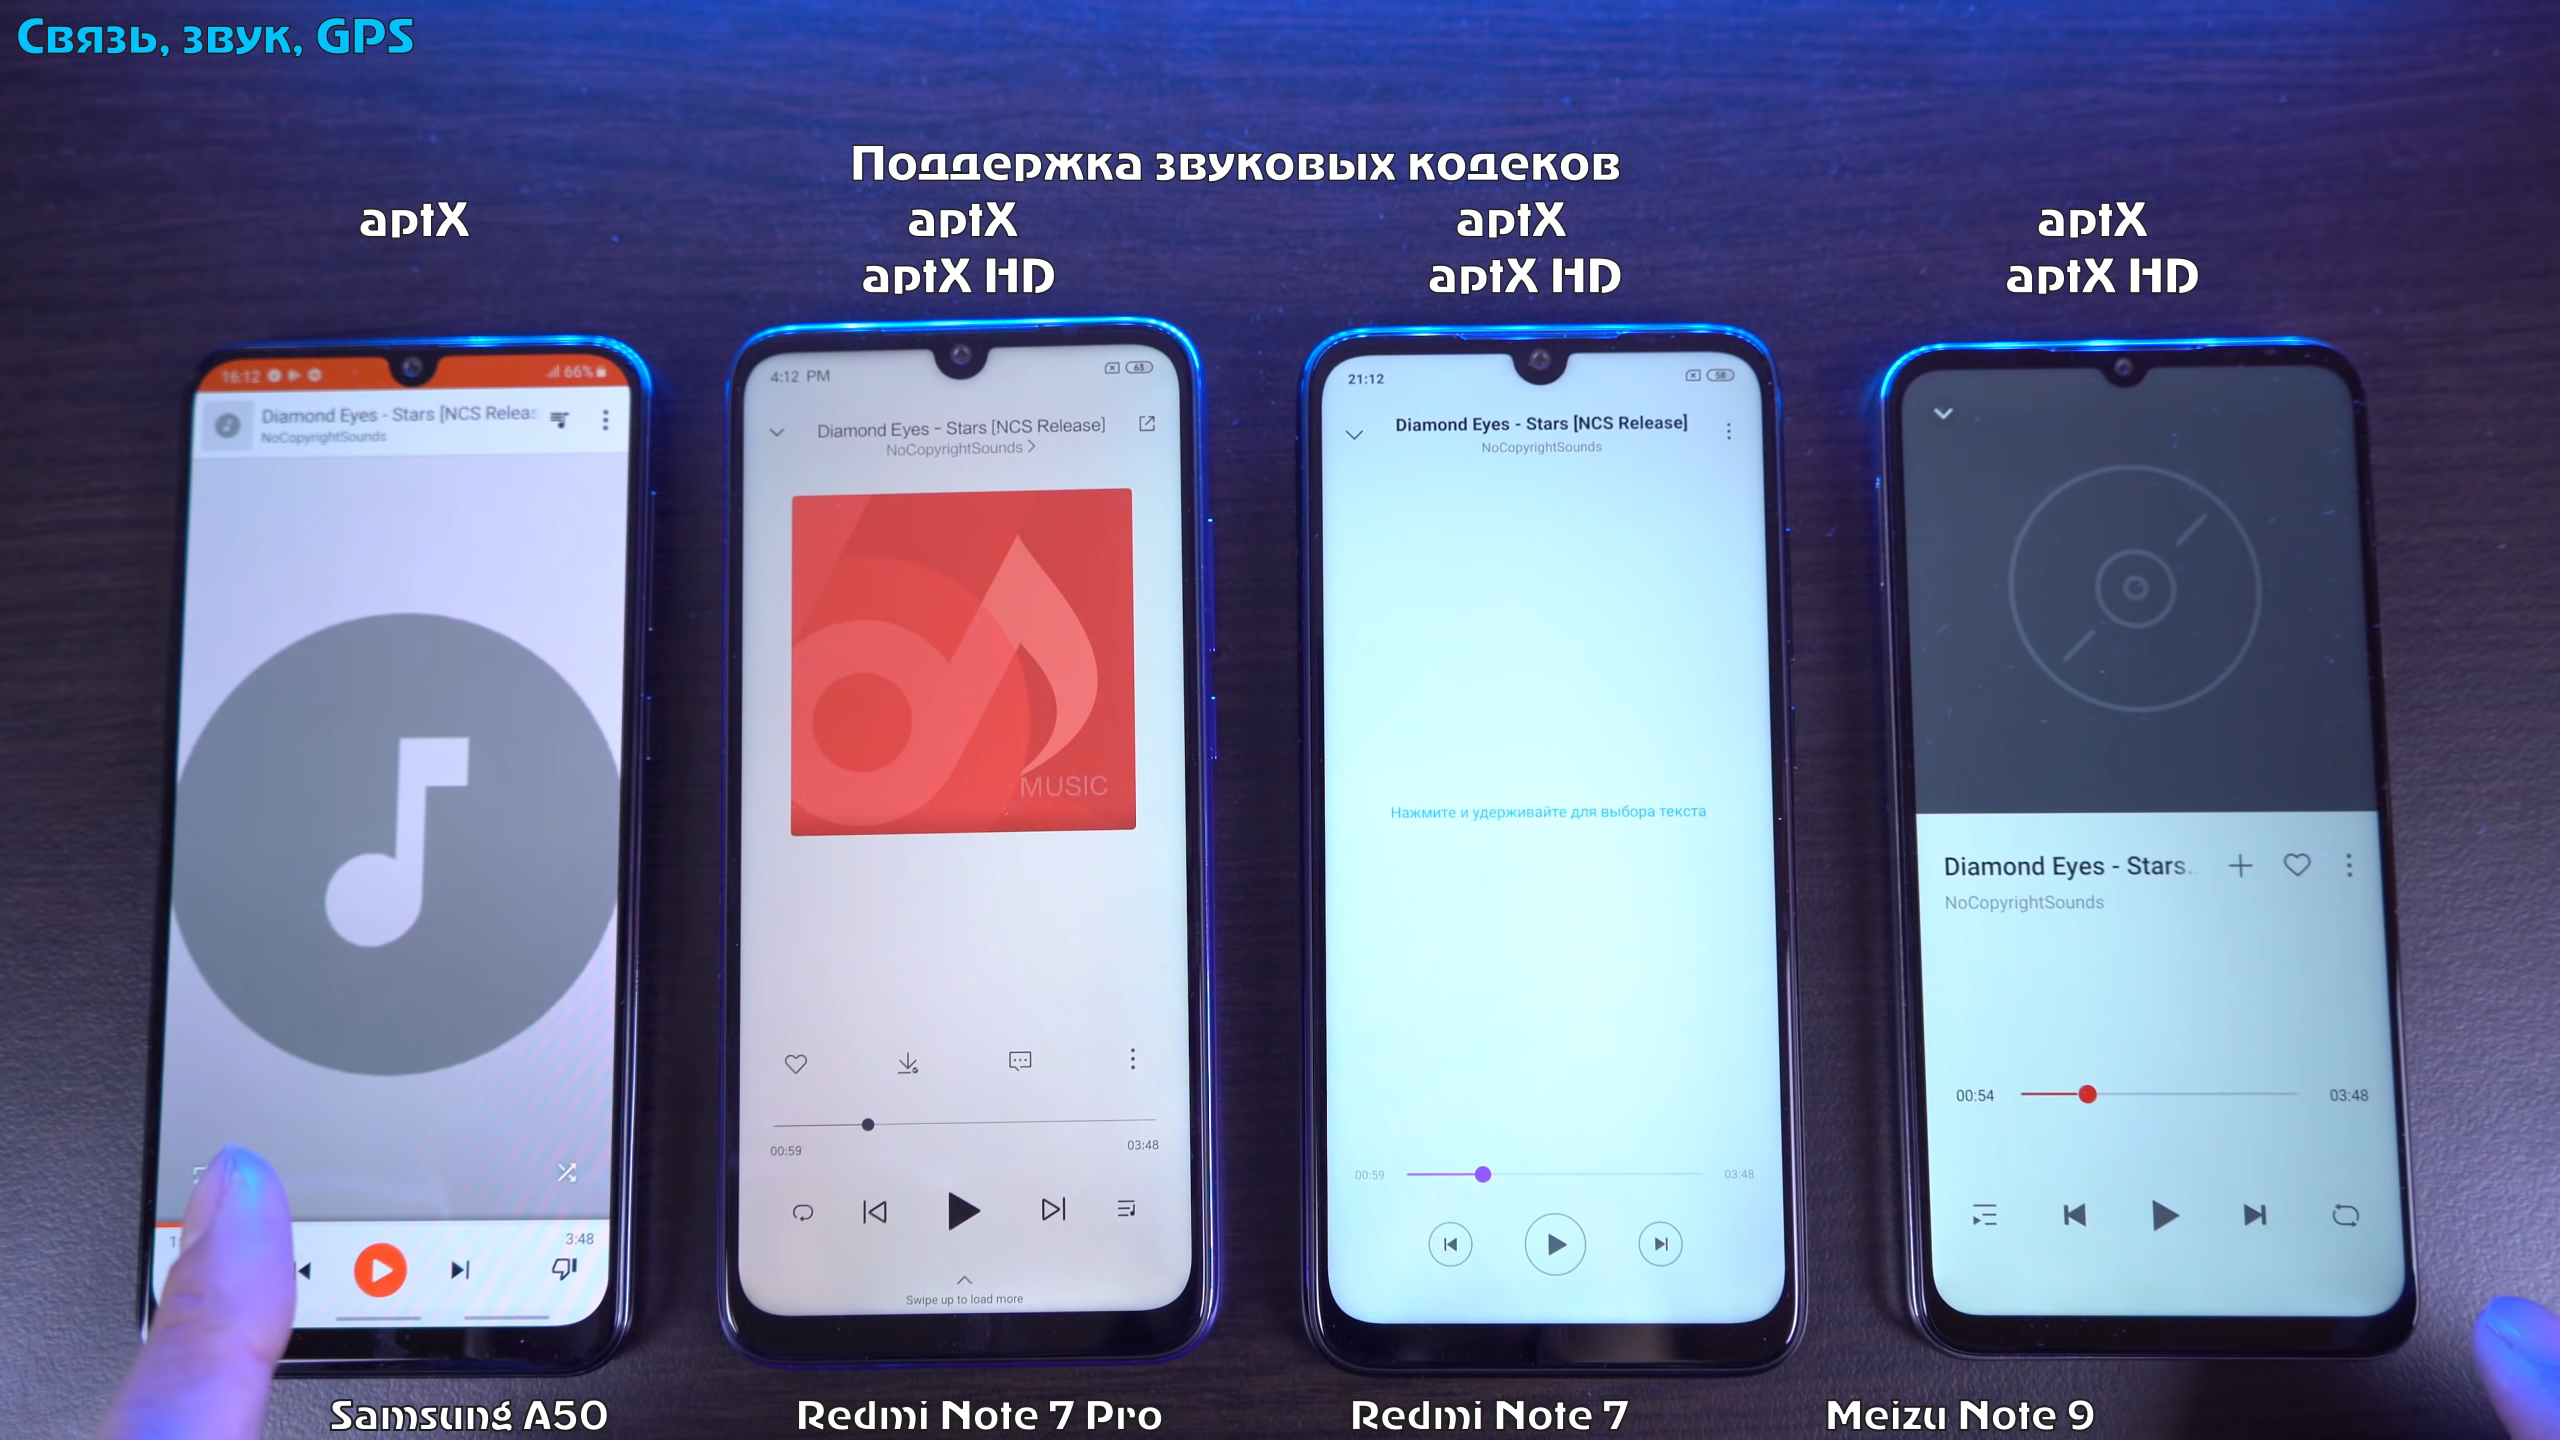 Связь, звук, GPS
Поддержка звуковых кодеков
aptX
aptX
aptX HD
aptX
aptX HD
aptX
aptX HD
16:12
66%
Diamond Eyes - Stars [NCS Releas
NoCopyrightSounds
3:48
Samsung A50
4:12 PM
63
Diamond Eyes - Stars [NCS Release]
NoCopyrightSounds
MUSIC
00:59
03:48
Swipe up to load more
Redmi Note 7 Pro
21:12
58
Diamond Eyes - Stars [NCS Release]
NoCopyrightSounds
Нажмите и удерживайте для выбора текста
00:59
03:48
Redmi Note 7
Diamond Eyes - Stars..
NoCopyrightSounds
00:54
03:48
Meizu Note 9